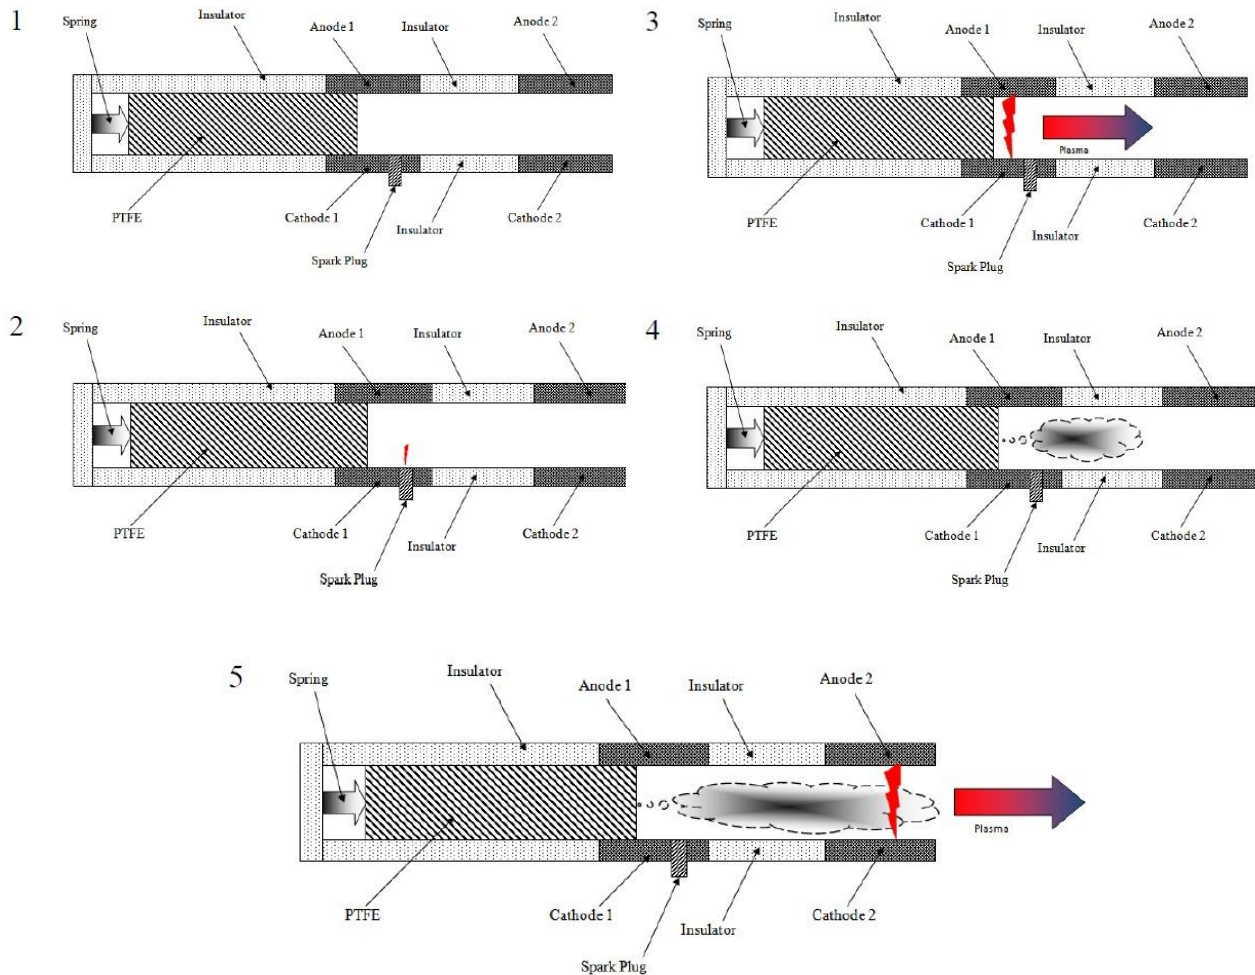 1
Spring
Insulator
Anode 1
Insulator
Anode 2
PTFE
Cathode 1
Spark Plug
Insulator
Cathode 2
3
Spring
Insulator
Anode 1
Insulator
Anode 2
Plasma
PTFE
Cathode 1
Spark Plug
Insulator
Cathode 2
2
Spring
Insulator
Anode 1
Insulator
Anode 2
PTFE
Cathode 1
Spark Plug
Insulator
Cathode 2
4
Spring
Insulator
Anode 1
Insulator
Anode 2
PTFE
Cathode 1
Spark Plug
Insulator
Cathode 2
5
Spring
Insulator
Anode 1
Insulator
Anode 2
Plasma
PTFE
Cathode 1
Spark Plug
Insulator
Cathode 2